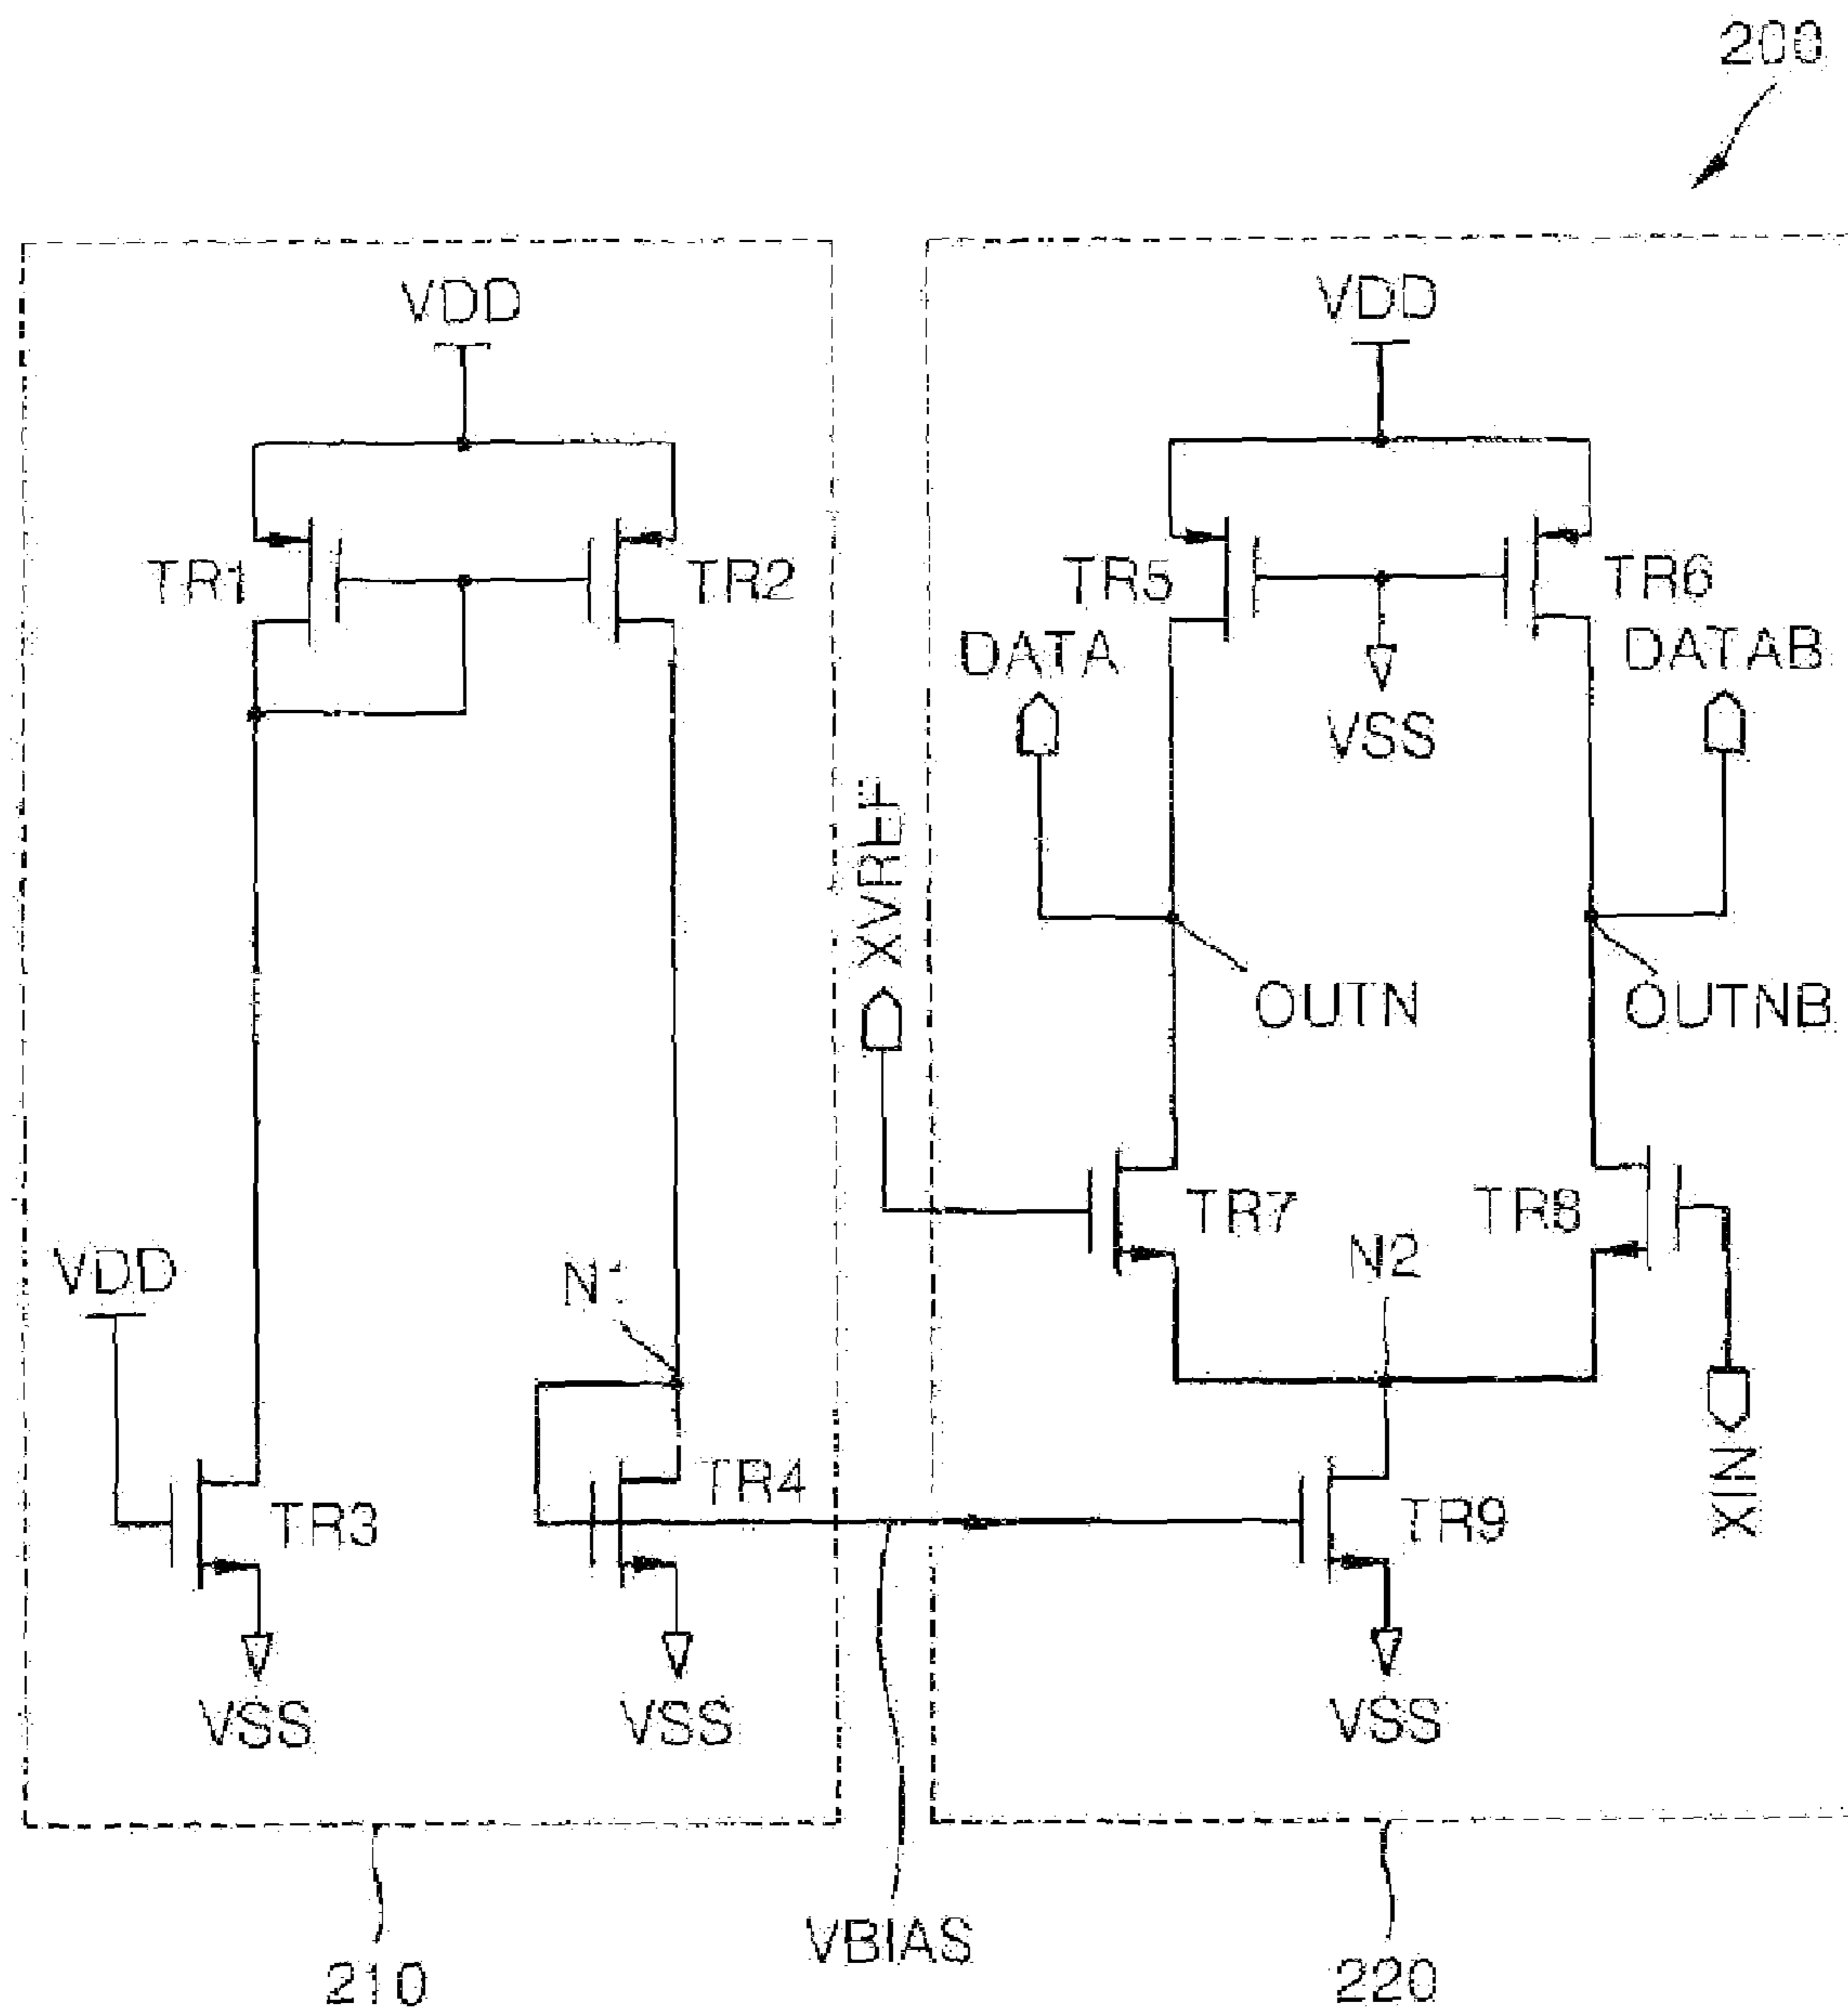 200
VDD
VDD
TR1
TR2
TR5
TR6
DATA
DATAB
VSS
XVREF
OUTN
OUTNB
TR7
TR8
VDD
N1
N2
TR3
TR4
TR9
XIN
VSS
VSS
VSS
VBIAS
210
220